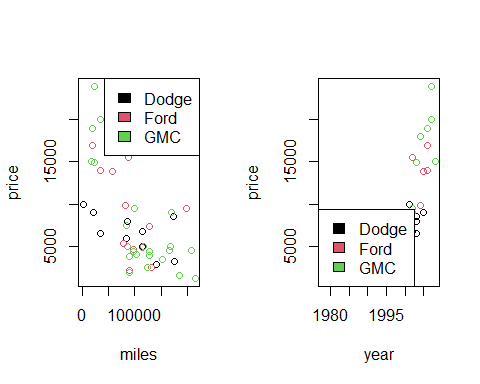 Dodge
Ford
GMC
price
5000
15000
0
100000
miles
Dodge
Ford
GMC
price
5000
15000
1980
1995
year